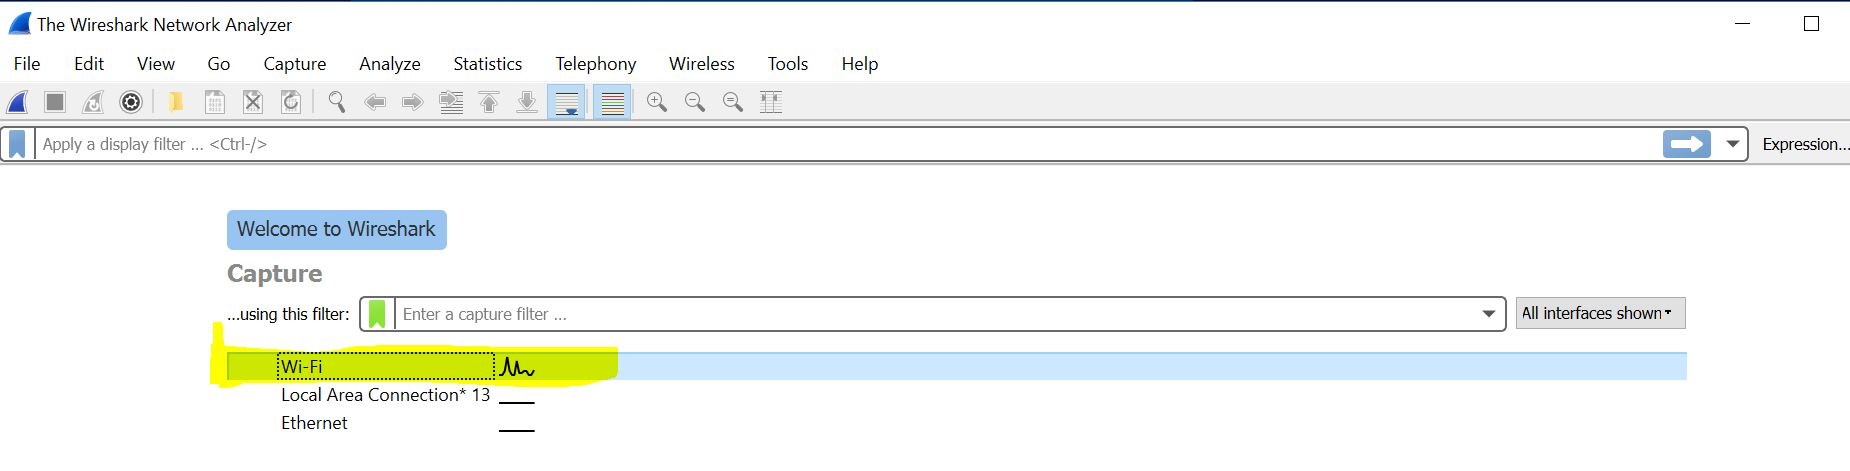 The Wireshark Network Analyzer
File Edit View Go Capture Analyze Statistics Telephony Wireless Tools Help
Apply a display filter ... <Ctrl-/>
Expression...
Welcome to Wireshark
Capture
...using this filter: Enter a capture filter ... All interfaces shown
Wi-Fi
Local Area Connection* 13
Ethernet